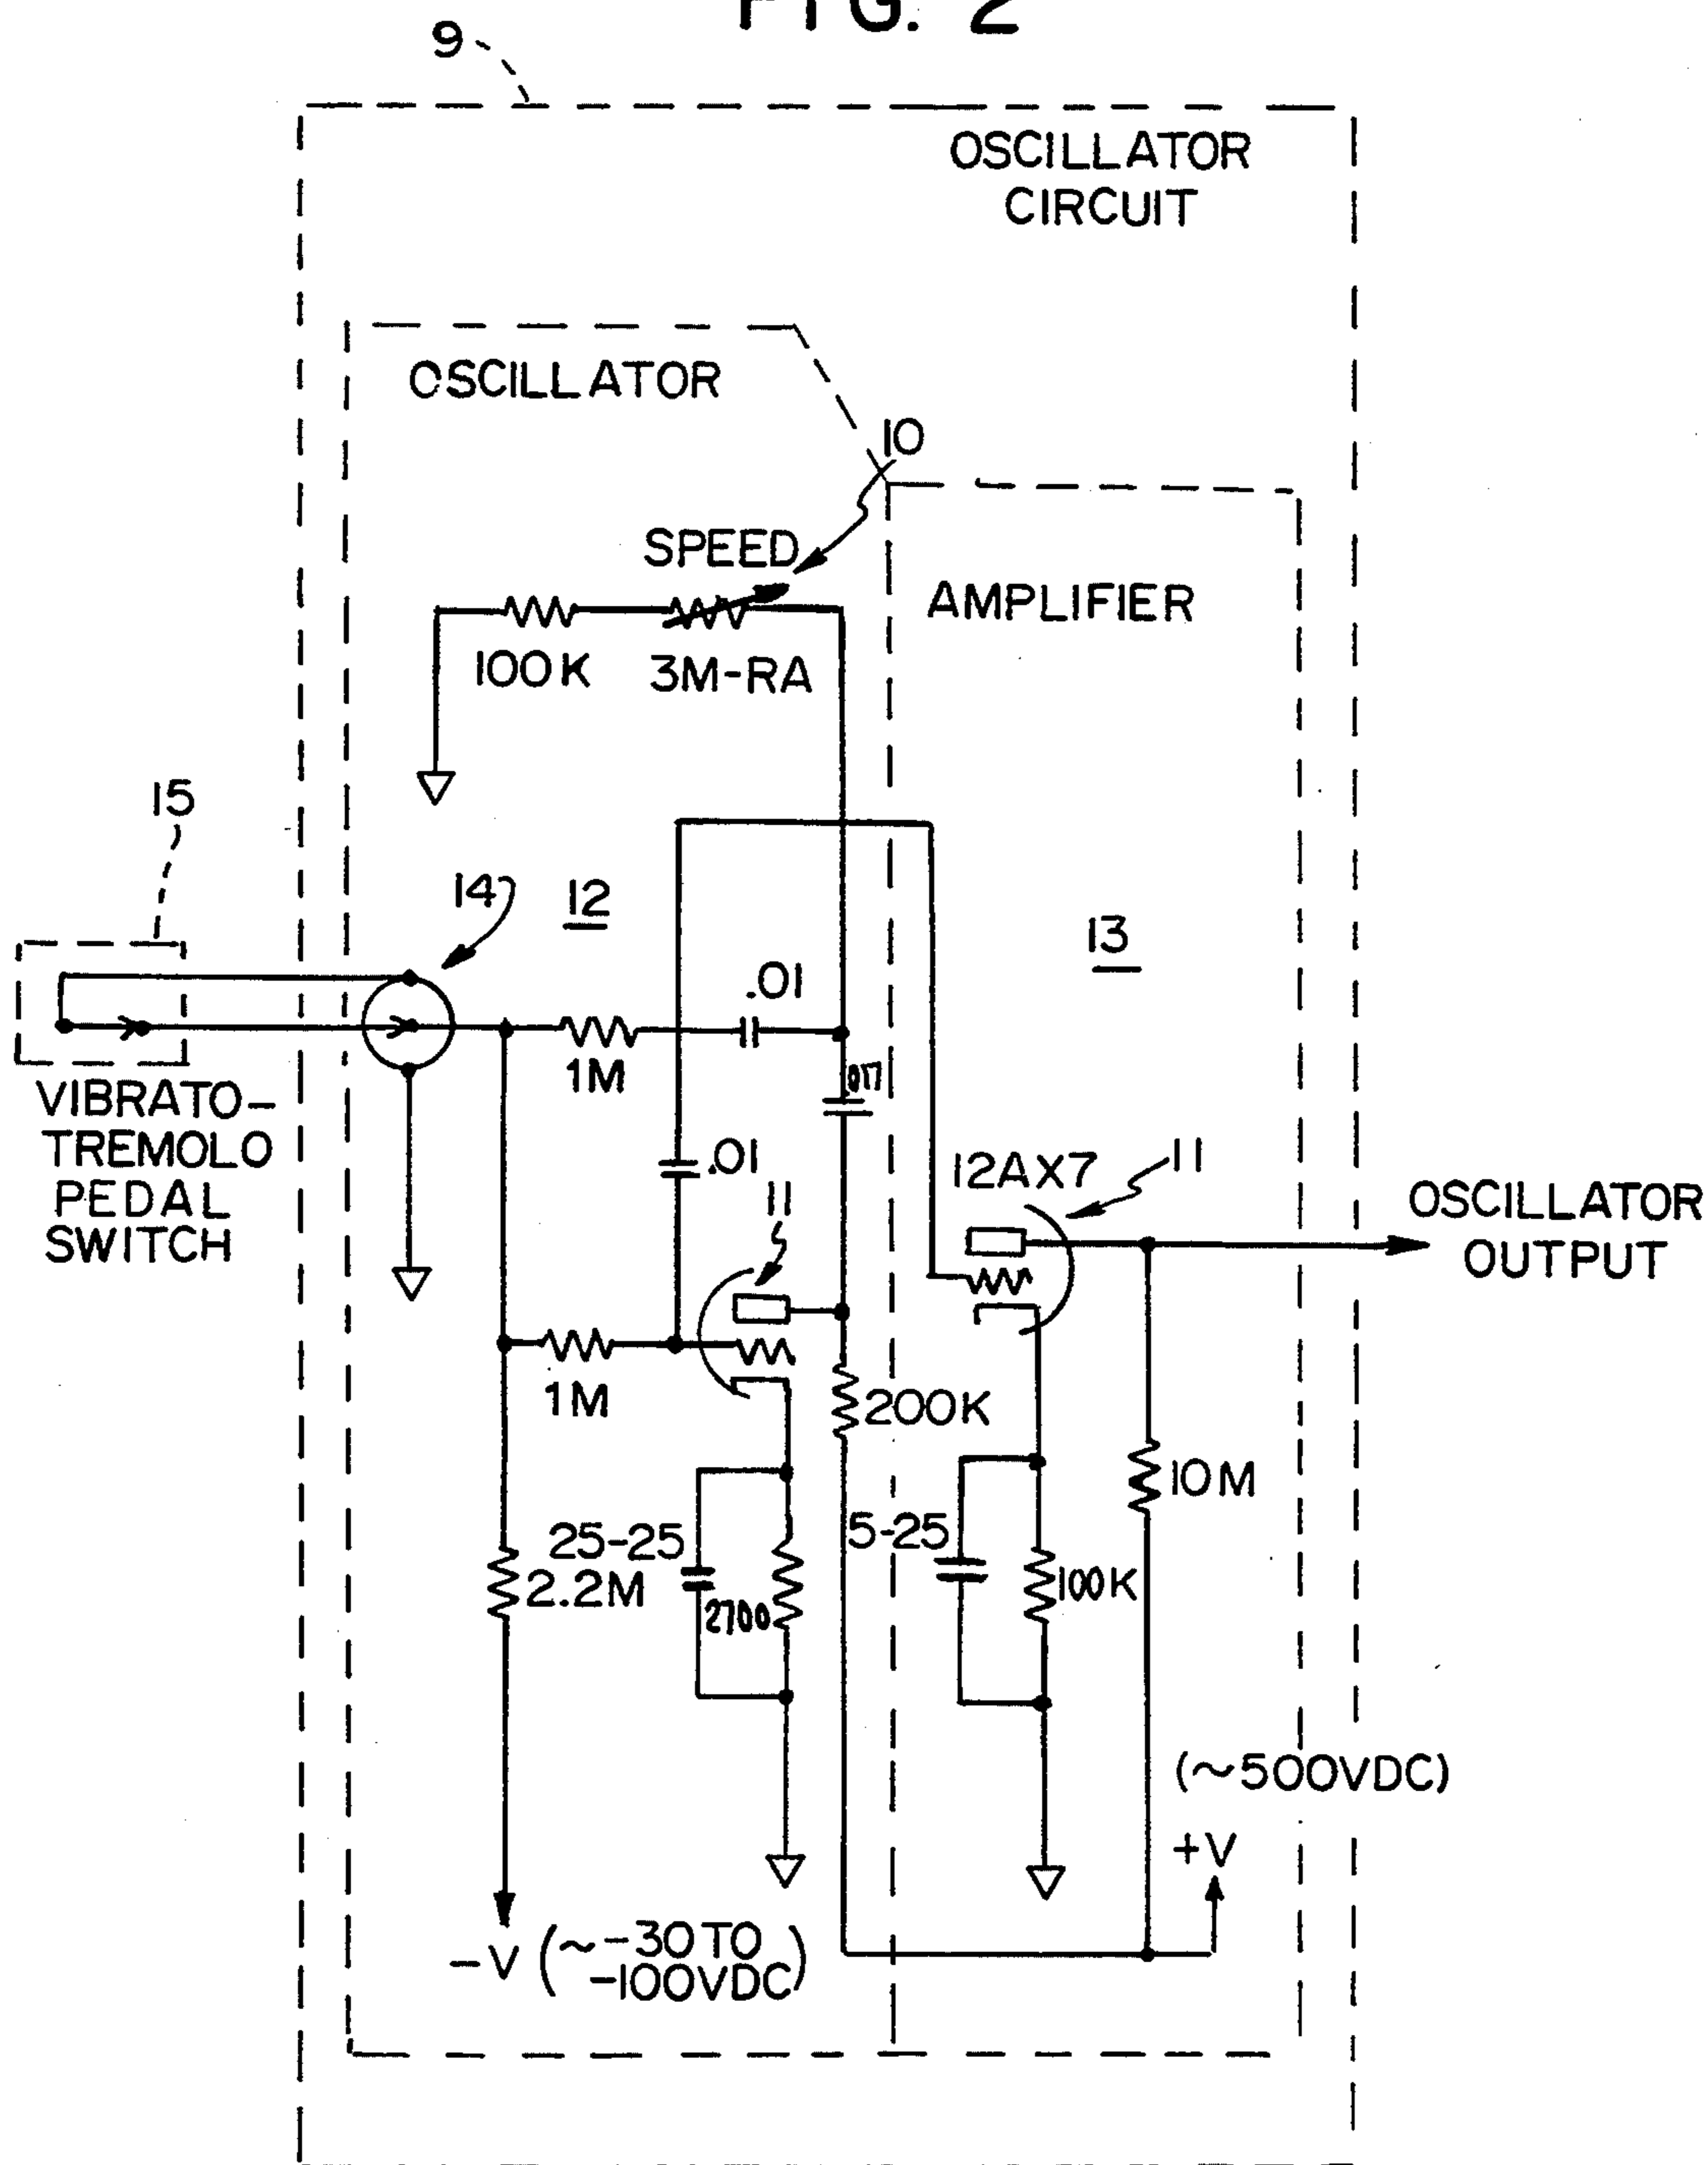 FIG. 2
9
OSCILLATOR
CIRCUIT
OSCILLATOR
10
SPEED
AMPLIFIER
100K
3M-RA
15
14
12
13
.01
1M
VIBRATO-
TREMOLO
PEDAL
SWITCH
.01
11
12AX7
11
OSCILLATOR
OUTPUT
1M
200K
10M
25-25
2.2M
2700
5-25
100K
(~500VDC)
+V
-V (~-30 TO
-100VDC)